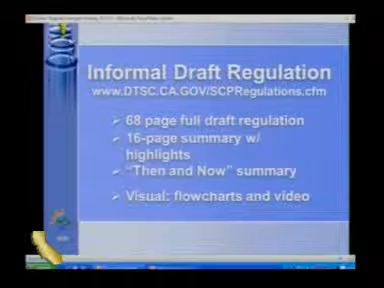 Informal Draft Regulation
www.DTSC.CA.GOV/SCPRegulations.cfm
68 page full draft regulation
16-page summary w/
highlights
"Then and Now" summary
Visual: flowcharts and video